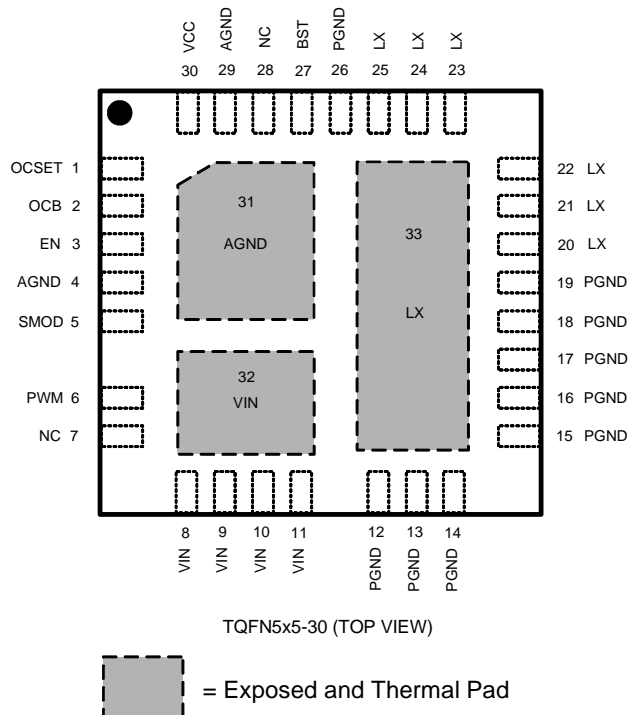 VCC AGND NC BST PGND LX LX LX
30 29 28 27 26 25 24 23
OCSET 1
OCB 2
EN 3
AGND 4
SMOD 5
PWM 6
NC 7
31
AGND
32
VIN
33
LX
22 LX
21 LX
20 LX
19 PGND
18 PGND
17 PGND
16 PGND
15 PGND
8 9 10 11 12 13 14
VIN VIN VIN VIN PGND PGND PGND
TQFN5x5-30 (TOP VIEW)
= Exposed and Thermal Pad